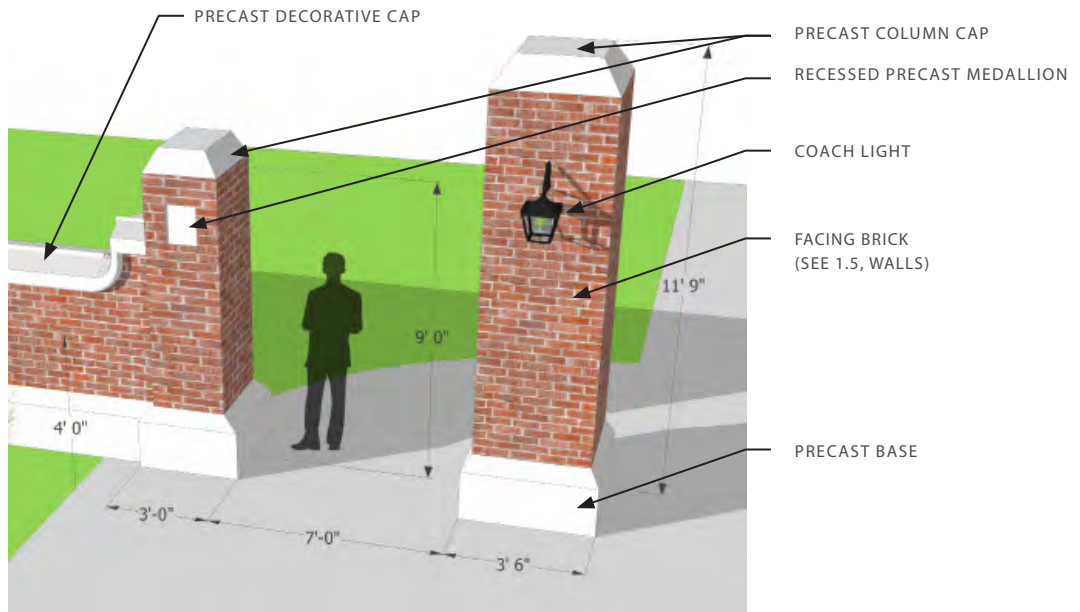 PRECAST DECORATIVE CAP
PRECAST COLUMN CAP
RECESSED PRECAST MEDALLION
COACH LIGHT
FACING BRICK
(SEE 1.5, WALLS)
11' 9"
9' 0"
4' 0"
PRECAST BASE
3'-0"
7'-0"
3' 6"